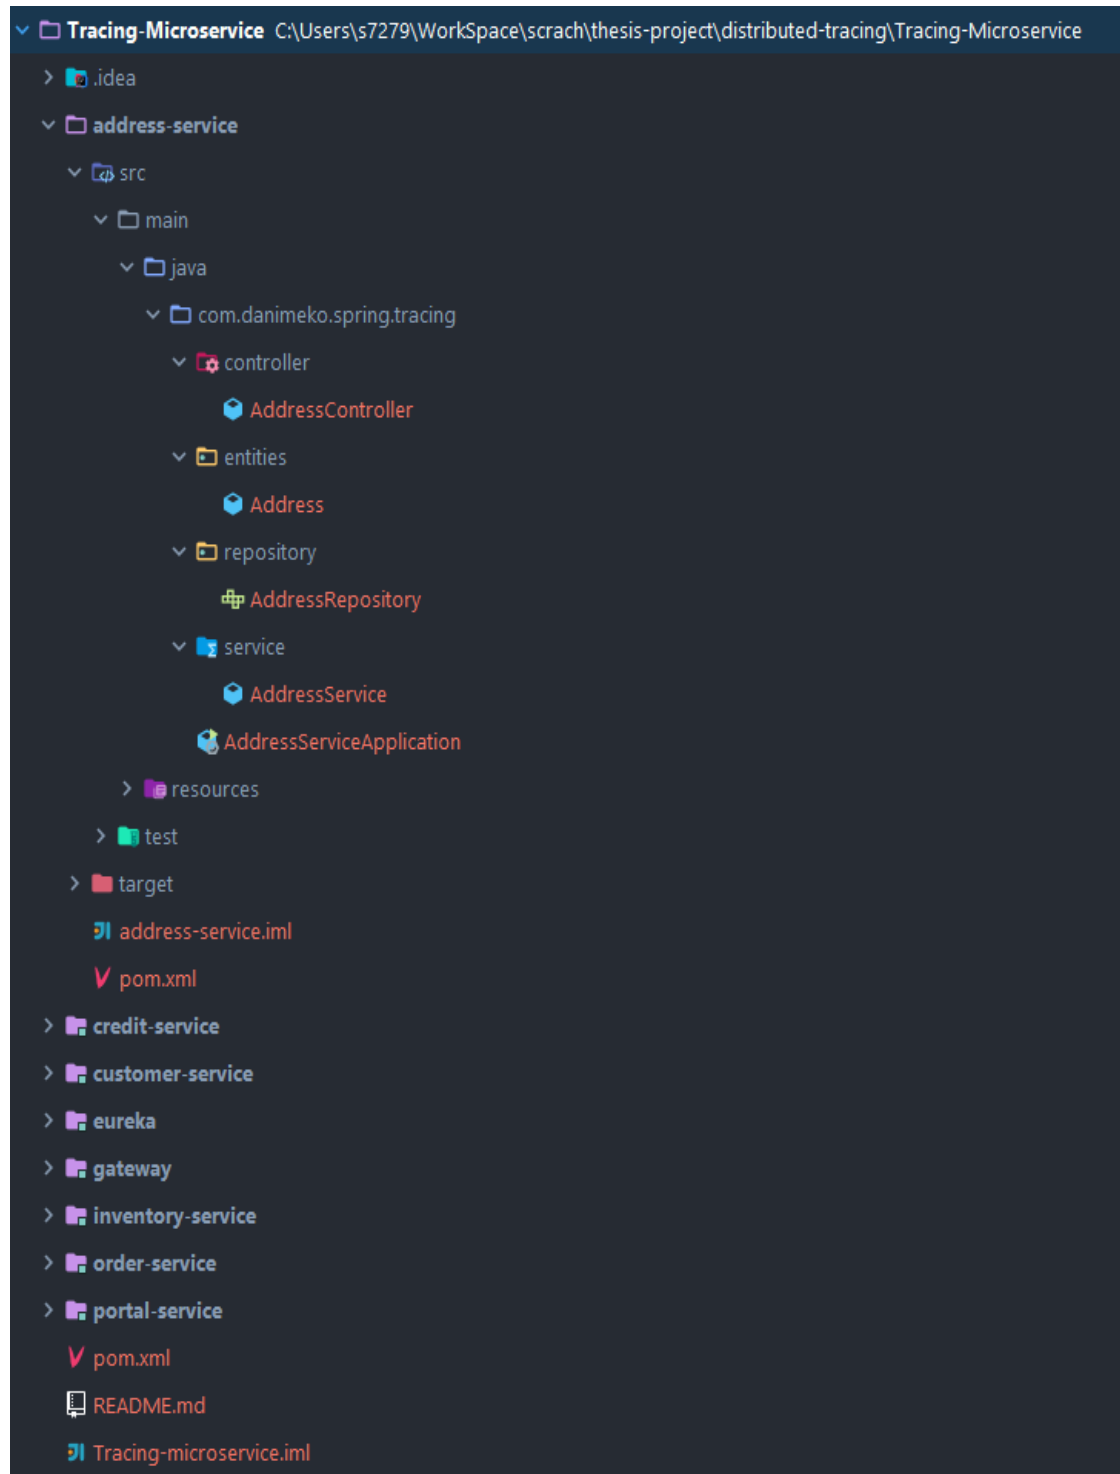 Tracing-Microservice C:\Users\s7279\WorkSpace\scrach\thesis-project\distributed-tracing\Tracing-Microservice
.idea
address-service
src
main
java
com.danimeko.spring.tracing
controller
AddressController
entities
Address
repository
AddressRepository
service
AddressService
AddressServiceApplication
resources
test
target
address-service.iml
pom.xml
credit-service
customer-service
eureka
gateway
inventory-service
order-service
portal-service
pom.xml
README.md
Tracing-microservice.iml